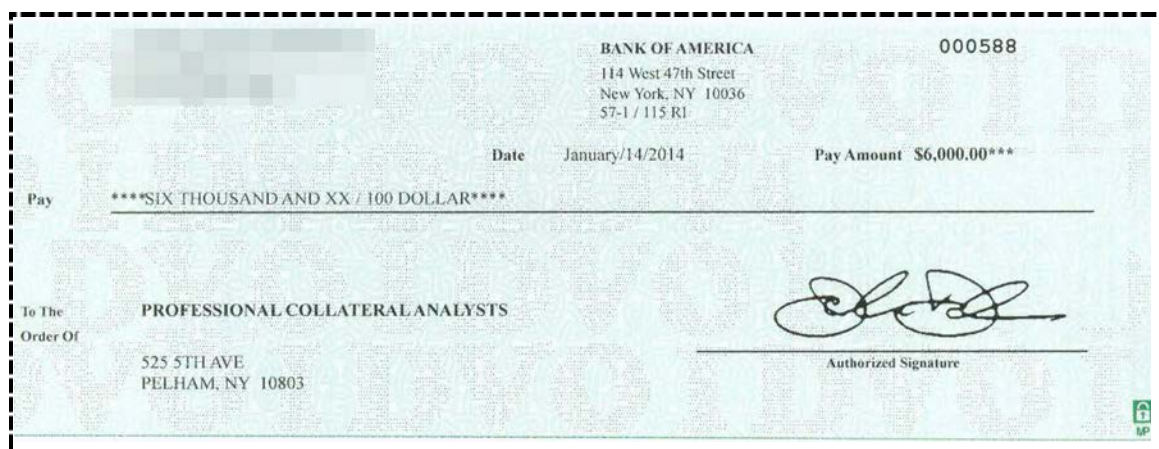 BANK OF AMERICA
000588
114 West 47th Street
New York, NY 10036
57-1 / 115 RI
Date January/14/2014 Pay Amount $6,000.00***
Pay ****SIX THOUSAND AND XX / 100 DOLLAR****
To The
Order Of
PROFESSIONAL COLLATERAL ANALYSTS
525 5TH AVE
PELHAM, NY 10803
Authorized Signature
MP